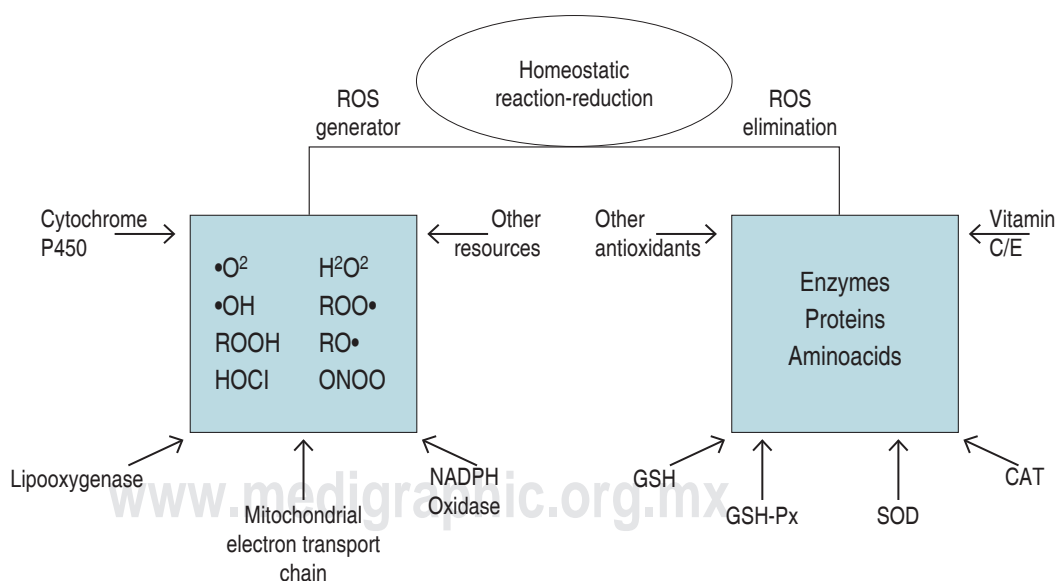 Homeostatic
reaction-reduction
ROS
generator
ROS
elimination
Cytochrome
P450
Other
resources
•O²
H²O²
•OH
ROO•
ROOH
RO•
HOCl
ONOO
Lipooxygenase
Mitochondrial
electron transport
chain
NADPH
Oxidase
Other
antioxidants
Vitamin
C/E
Enzymes
Proteins
Aminoacids
GSH
GSH-Px
SOD
CAT
www.medigraphic.org.mx